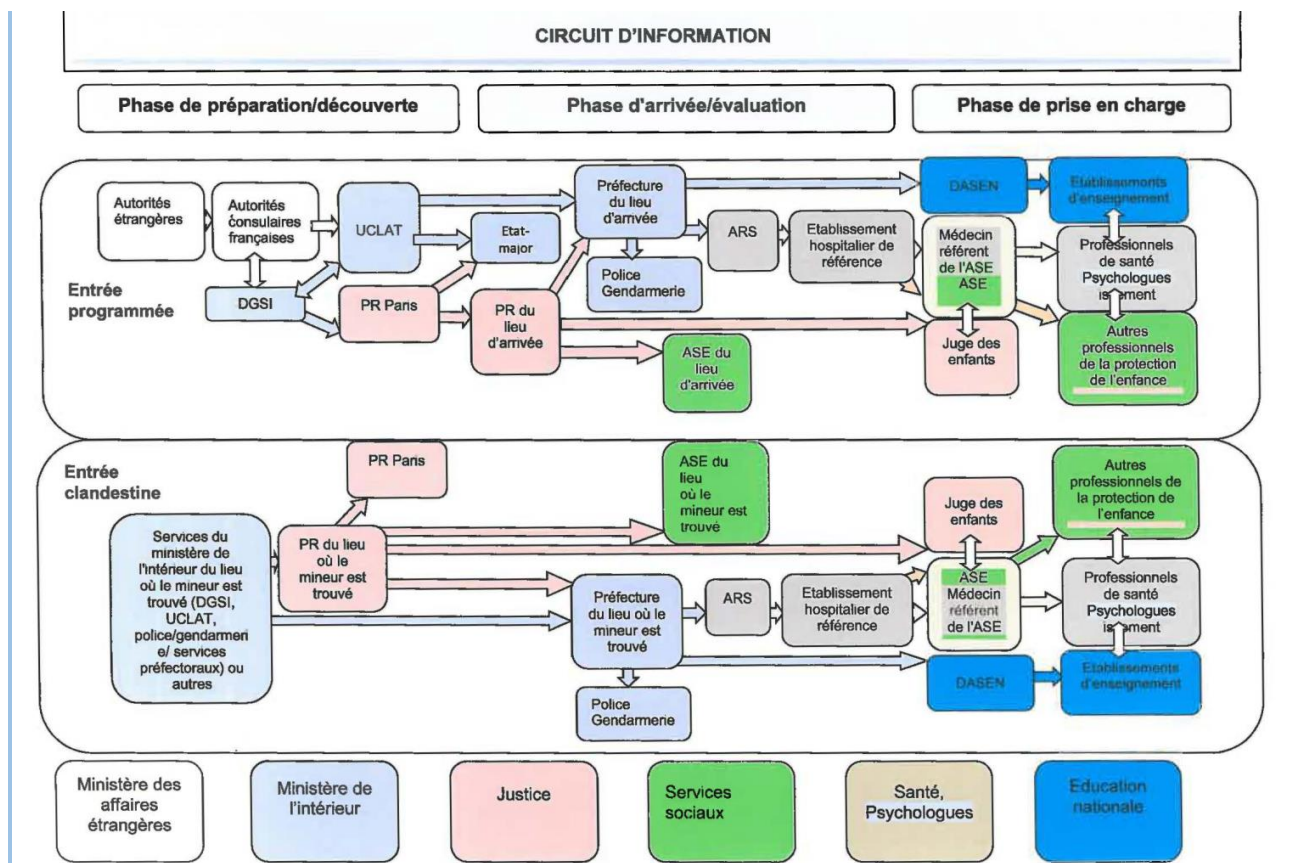 CIRCUIT D'INFORMATION
Phase de préparation/découverte
Phase d'arrivée/évaluation
Phase de prise en charge
Entrée
programmée
Autorités
étrangères
Autorités
consulaires
françaises
DGSI
UCLAT
Etat-
major
PR Paris
PR du
lieu
d'arrivée
Préfecture
du lieu
d'arrivée
Police
Gendarmerie
ASE du
lieu
d'arrivée
ARS
Etablissement
hospitalier de
référence
DASEN
Médecin
référent
de l'ASE
ASE
Juge des
enfants
Etablissements
d'enseignement
Professionnels
de santé
Psychologues
Autres
professionnels
de la protection
de l'enfance
Entrée
clandestine
Services du
ministère de
l'intérieur du lieu
où le mineur est
trouvé (DGSI,
UCLAT,
police/gendarmeri
e/ services
préfectoraux) ou
autres
PR Paris
PR du lieu
où le
mineur est
trouvé
ASE du
lieu
où le
mineur est
trouvé
Préfecture
du lieu où le
mineur est
trouvé
Police
Gendarmerie
ARS
Etablissement
hospitalier de
référence
Juge des
enfants
ASE
Médecin
référent
de l'ASE
DASEN
Autres
professionnels de
la protection de
l'enfance
Professionnels
de santé
Psychologues
Etablissements
d'enseignement
Ministère des
affaires
étrangères
Ministère de
l'intérieur
Justice
Services
sociaux
Santé,
Psychologues
Education
nationale